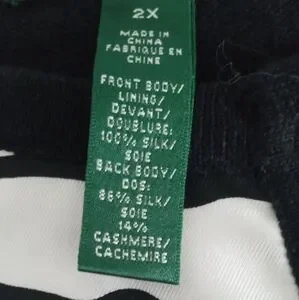 2X
MADE IN
CHINA
FABRIQUE EN
CHINE
FRONT BODY/
LINING/
DEVANT/
DOUBLURE:
100% SILK/
SOIE
BACK BODY/
DOS:
86% SILK/
SOIE
14%
CASHMERE/
CACHEMIRE